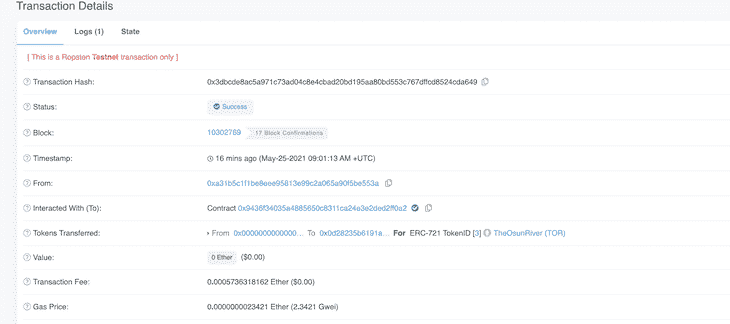 Transaction Details
Overview Logs (1) State
[ This is a Ropsten Testnet transaction only ]
Transaction Hash: 0x3dbcde8ac5a971c73ad04c8e4cbad20bd195aa80bd553c767dffcd8524cda649
Status: Success
Block: 10302789 17 Block Confirmations
Timestamp: 16 mins ago (May-25-2021 09:01:13 AM +UTC)
From: 0xa31b5c1f1be8eee95813e99c2a065a90f5be553a
Interacted With (To): Contract 0x9436f34035a4885650c8311ca24e3e2ded2ff0a2
Tokens Transferred: From 0x0000000000000... To 0x0d28235b6191a... For ERC-721 TokenID [3] TheOsunRiver (TOR)
Value: 0 Ether ($0.00)
Transaction Fee: 0.0005736318162 Ether ($0.00)
Gas Price: 0.0000000023421 Ether (2.3421 Gwei)